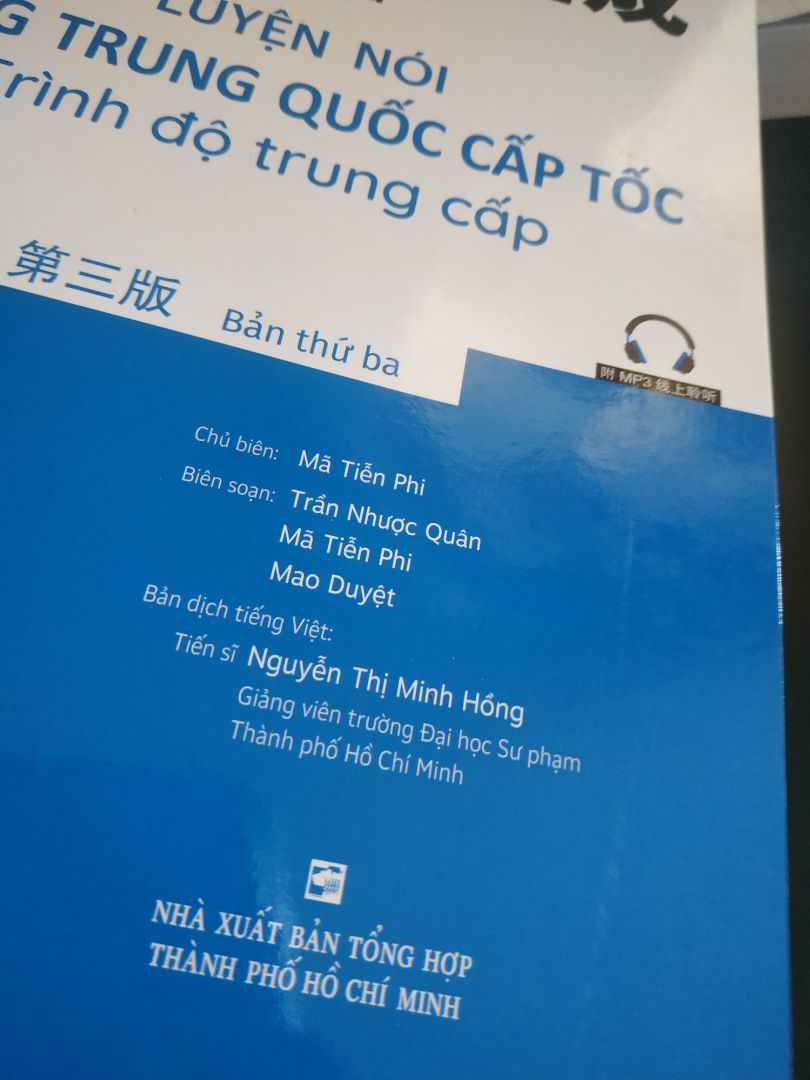 LUYỆN NÓI
G TRUNG QUỐC CẤP TỐC
Trình độ trung cấp
第三版 Bản thứ ba
附 MP3 线上聆听
Chủ biên: Mã Tiễn Phi
Biên soạn: Trần Nhược Quân
Mã Tiễn Phi
Mao Duyệt
Bản dịch tiếng Việt:
Tiến sĩ Nguyễn Thị Minh Hồng
Giảng viên trường Đại học Sư phạm
Thành phố Hồ Chí Minh
NHÀ XUẤT BẢN TỔNG HỢP
THÀNH PHỐ HỒ CHÍ MINH